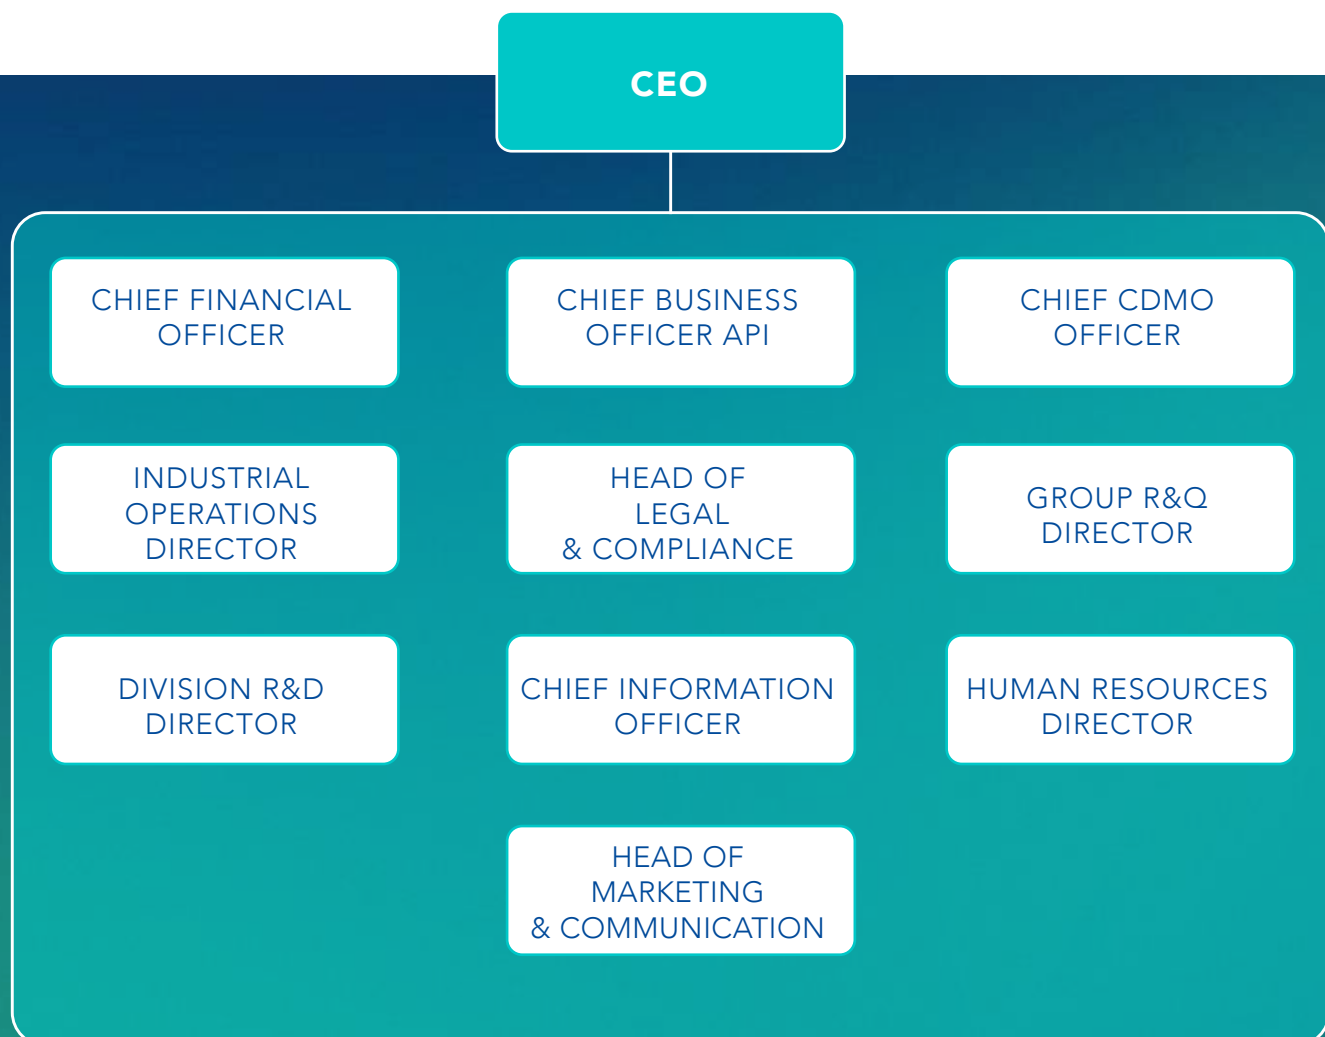 CEO
CHIEF FINANCIAL
OFFICER
CHIEF BUSINESS
OFFICER API
CHIEF CDMO
OFFICER
INDUSTRIAL
OPERATIONS
DIRECTOR
HEAD OF
LEGAL
& COMPLIANCE
GROUP R&Q
DIRECTOR
DIVISION R&D
DIRECTOR
CHIEF INFORMATION
OFFICER
HUMAN RESOURCES
DIRECTOR
HEAD OF
MARKETING
& COMMUNICATION